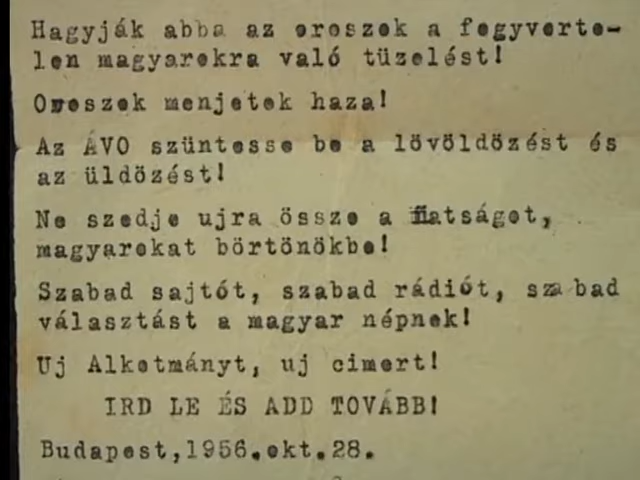 Hagyják abba az oroszok a fegyverte-
len magyarokra való tüzelést!
Oroszok menjetek haza!
Az ÁVO szüntesse be a lövöldözést és
az üldözést!
Ne szedje ujra össze a hatságot,
magyarokat börtönökbe!
Szabad sajtót, szabad rádiót, szabad
választást a magyar népnek!
Uj Alkotmányt, uj cimert!
IRD LE ÉS ADD TOVÁBB!
Budapest,1956.okt.28.